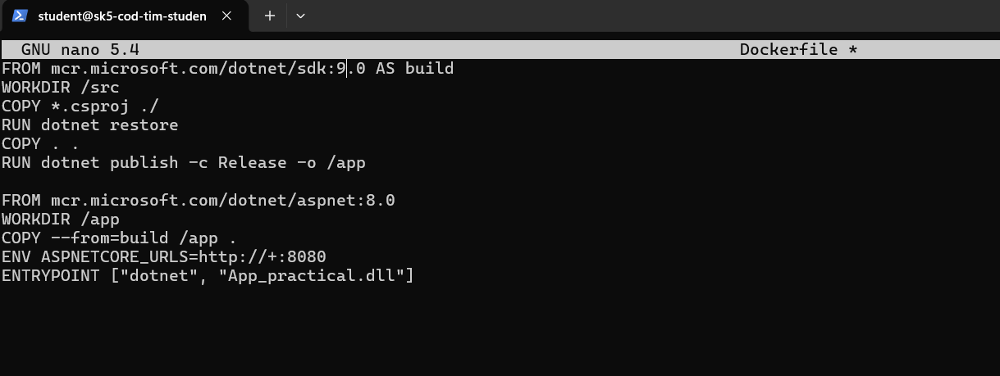 student@sk5-cod-tim-studen
GNU nano 5.4 Dockerfile *
FROM mcr.microsoft.com/dotnet/sdk:9.0 AS build
WORKDIR /src
COPY *.csproj ./
RUN dotnet restore
COPY . .
RUN dotnet publish -c Release -o /app
FROM mcr.microsoft.com/dotnet/aspnet:8.0
WORKDIR /app
COPY --from=build /app .
ENV ASPNETCORE_URLS=http://+:8080
ENTRYPOINT ["dotnet", "App_practical.dll"]